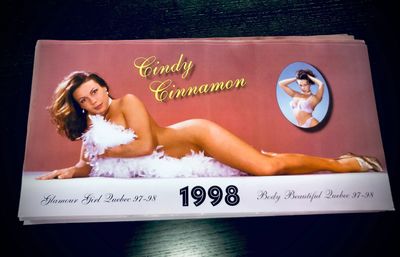 Cindy
Cinnamon
Glamour Girl Quebec 97-98
1998
Body Beautiful Quebec 97-98